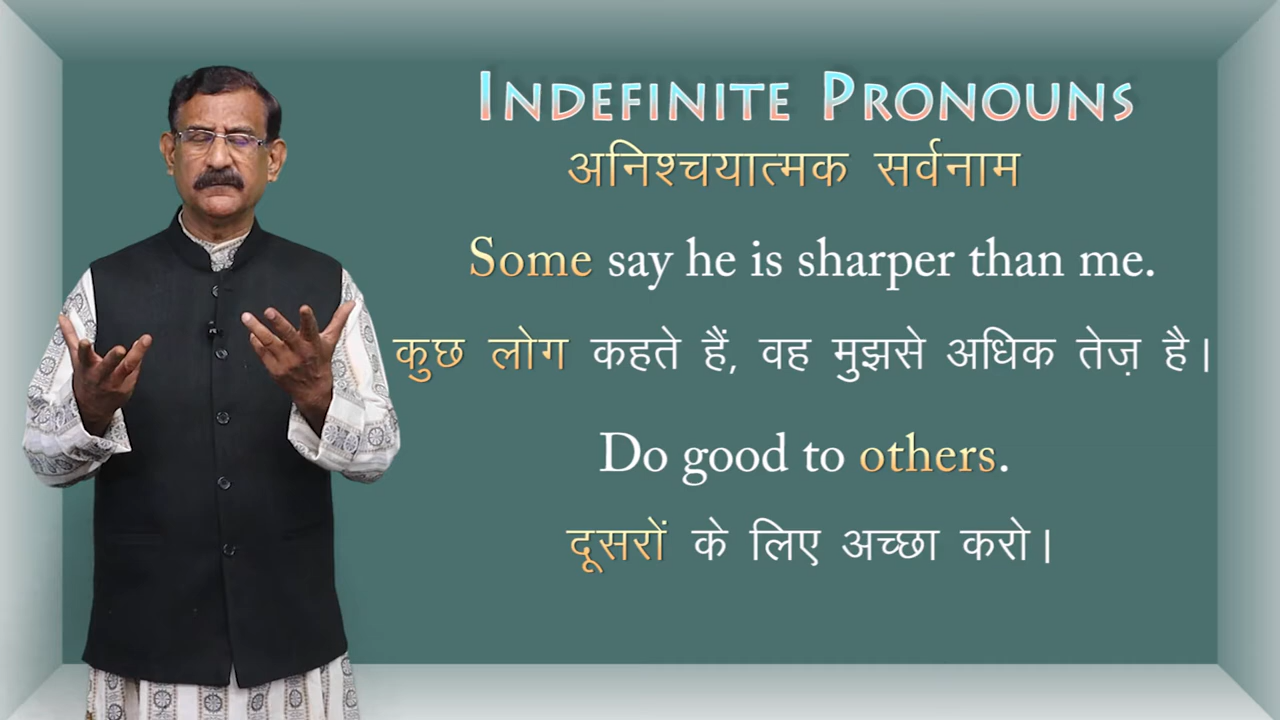 INDEFINITE PRONOUNS
अनिश्चयात्मक सर्वनाम
Some say he is sharper than me.
कुछ लोग कहते हैं, वह मुझसे अधिक तेज़ है।
Do good to others.
दूसरों के लिए अच्छा करो।